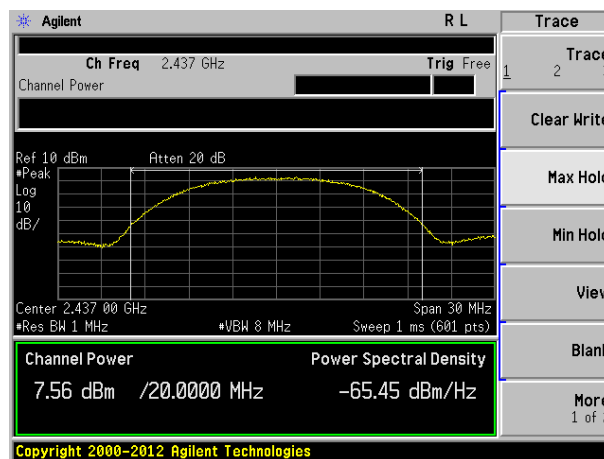 Agilent R L Trace
Ch Freq 2.437 GHz Trig Free
Channel Power
Trace
1 2
Clear Write
Max Hold
Min Hold
View
Blank
More
1 of
Ref 10 dBm Atten 20 dB
#Peak
Log
10
dB/
Center 2.437 00 GHz Span 30 MHz
#Res BW 1 MHz #VBW 8 MHz Sweep 1 ms (601 pts)
Channel Power Power Spectral Density
7.56 dBm /20.0000 MHz -65.45 dBm/Hz
Copyright 2000-2012 Agilent Technologies